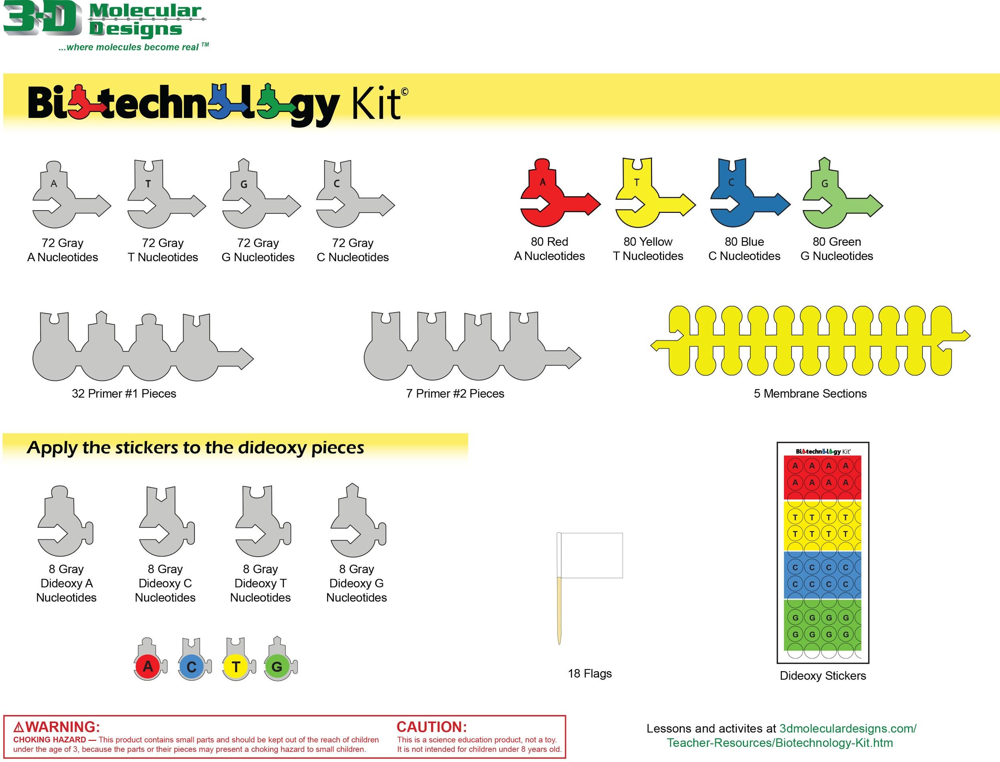 3-D Molecular
Designs
...where molecules become real ™
Biotechnology Kit©
A T G C A T C G
72 Gray
A Nucleotides
72 Gray
T Nucleotides
72 Gray
G Nucleotides
72 Gray
C Nucleotides
80 Red
A Nucleotides
80 Yellow
T Nucleotides
80 Blue
C Nucleotides
80 Green
G Nucleotides
32 Primer #1 Pieces
7 Primer #2 Pieces
5 Membrane Sections
Apply the stickers to the dideoxy pieces
8 Gray
Dideoxy A
Nucleotides
8 Gray
Dideoxy C
Nucleotides
8 Gray
Dideoxy T
Nucleotides
8 Gray
Dideoxy G
Nucleotides
A C T G
18 Flags
Biotechnology Kit©
A A A A
A A A A
T T T T
T T T T
C C C C
C C C C
G G G G
G G G G
Dideoxy Stickers
⚠WARNING:
CHOKING HAZARD — This product contains small parts and should be kept out of the reach of children
under the age of 3, because the parts or their pieces may present a choking hazard to small children.
CAUTION:
This is a science education product, not a toy.
It is not intended for children under 8 years old.
Lessons and activites at 3dmoleculardesigns.com/
Teacher-Resources/Biotechnology-Kit.htm